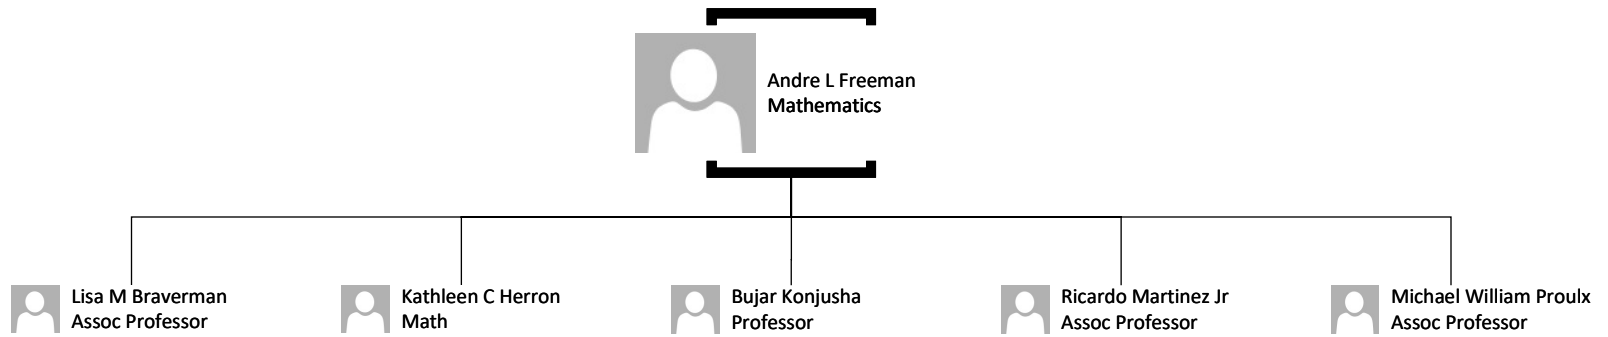 Andre L Freeman
Mathematics
Lisa M Braverman
Assoc Professor
Kathleen C Herron
Math
Bujar Konjusha
Professor
Ricardo Martinez Jr
Assoc Professor
Michael William Proulx
Assoc Professor